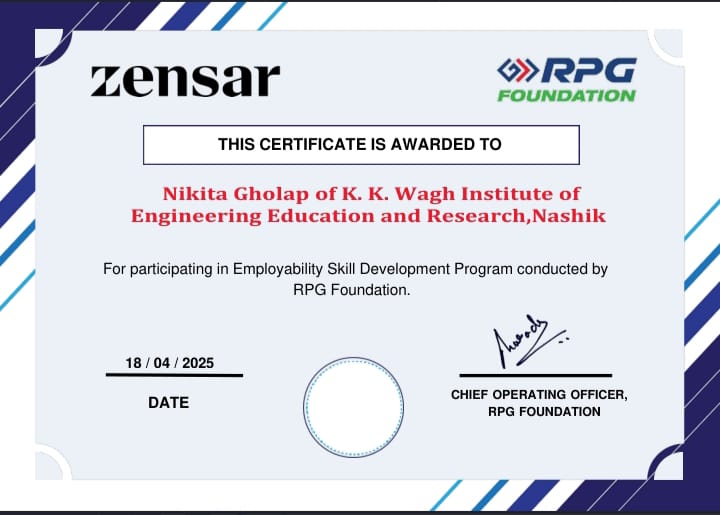 zensar
RPG
FOUNDATION
THIS CERTIFICATE IS AWARDED TO
Nikita Gholap of K. K. Wagh Institute of
Engineering Education and Research,Nashik
For participating in Employability Skill Development Program conducted by
RPG Foundation.
18 / 04 / 2025
DATE
CHIEF OPERATING OFFICER,
RPG FOUNDATION